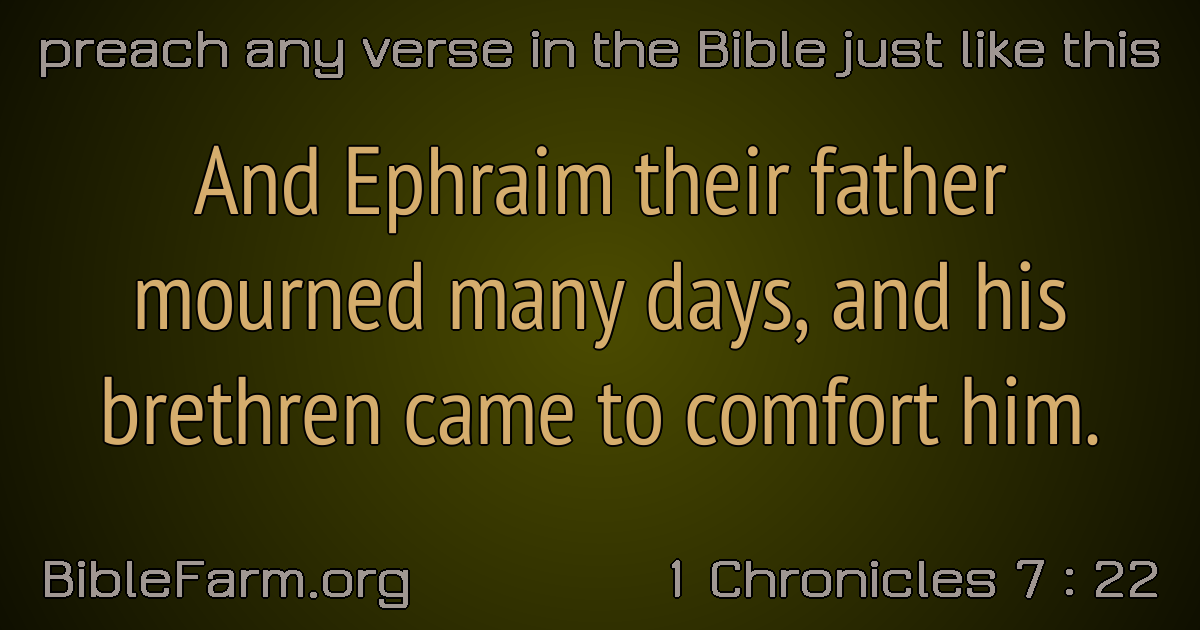 preach any verse in the Bible just like this
And Ephraim their father
mourned many days, and his
brethren came to comfort him.
BibleFarm.org
1 Chronicles 7 : 22